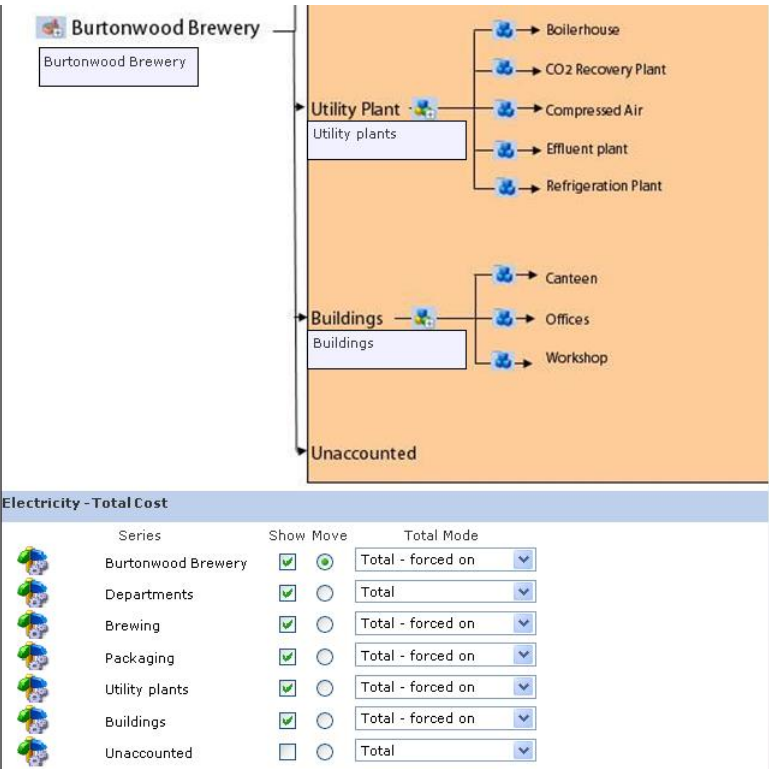 Burtonwood Brewery
Burtonwood Brewery
Boilerhouse
CO2 Recovery Plant
Utility Plant
Compressed Air
Utility plants
Effluent plant
Refrigeration Plant
Canteen
Buildings
Offices
Buildings
Workshop
Unaccounted
Electricity - Total Cost
Series Show Move Total Mode
Burtonwood Brewery Total - forced on
Departments Total
Brewing Total - forced on
Packaging Total - forced on
Utility plants Total - forced on
Buildings Total - forced on
Unaccounted Total